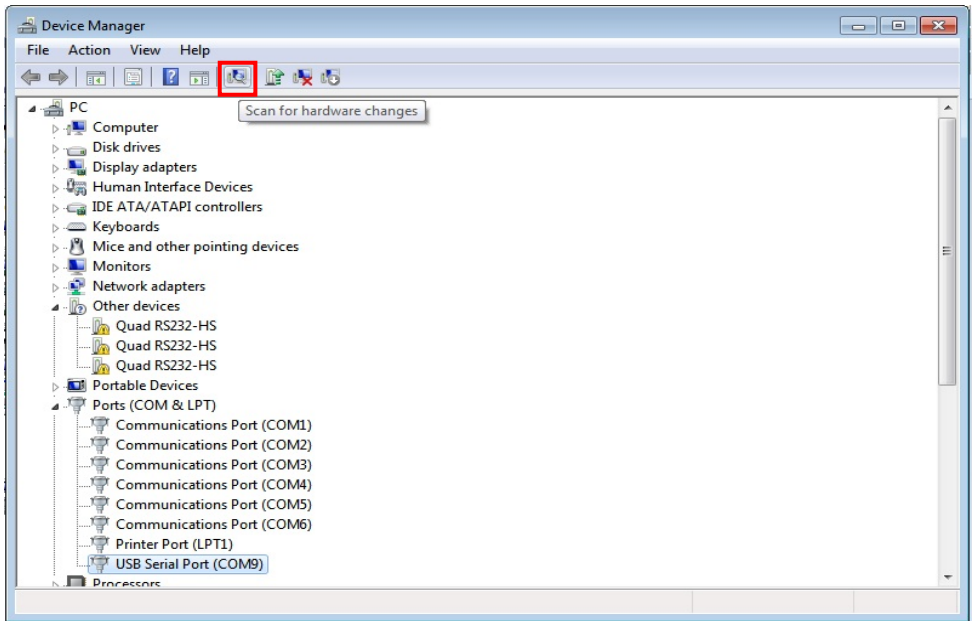 Device Manager
File Action View Help
Scan for hardware changes
PC
Computer
Disk drives
Display adapters
Human Interface Devices
IDE ATA/ATAPI controllers
Keyboards
Mice and other pointing devices
Monitors
Network adapters
Other devices
Quad RS232-HS
Quad RS232-HS
Quad RS232-HS
Portable Devices
Ports (COM & LPT)
Communications Port (COM1)
Communications Port (COM2)
Communications Port (COM3)
Communications Port (COM4)
Communications Port (COM5)
Communications Port (COM6)
Printer Port (LPT1)
USB Serial Port (COM9)
Processors